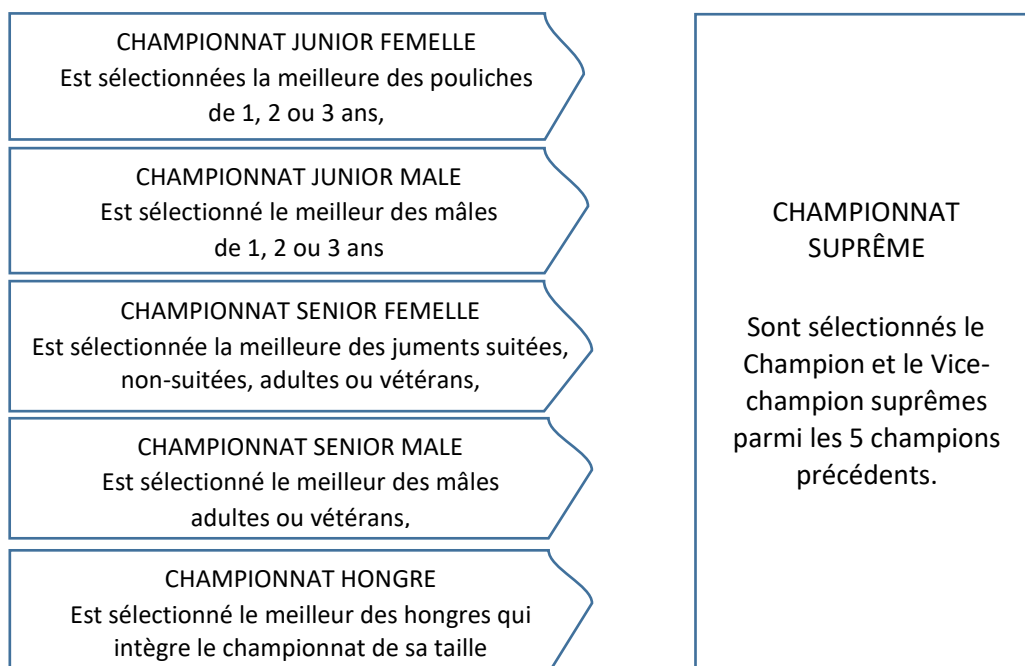 CHAMPIONNAT JUNIOR FEMELLE
Est sélectionnées la meilleure des pouliches
de 1, 2 ou 3 ans,
CHAMPIONNAT JUNIOR MALE
Est sélectionné le meilleur des mâles
de 1, 2 ou 3 ans
CHAMPIONNAT SENIOR FEMELLE
Est sélectionnée la meilleure des juments suitées,
non-suitées, adultes ou vétérans,
CHAMPIONNAT SENIOR MALE
Est sélectionné le meilleur des mâles
adultes ou vétérans,
CHAMPIONNAT HONGRE
Est sélectionné le meilleur des hongres qui
intègre le championnat de sa taille
CHAMPIONNAT
SUPRÊME
Sont sélectionnés le
Champion et le Vice-
champion suprêmes
parmi les 5 champions
précédents.